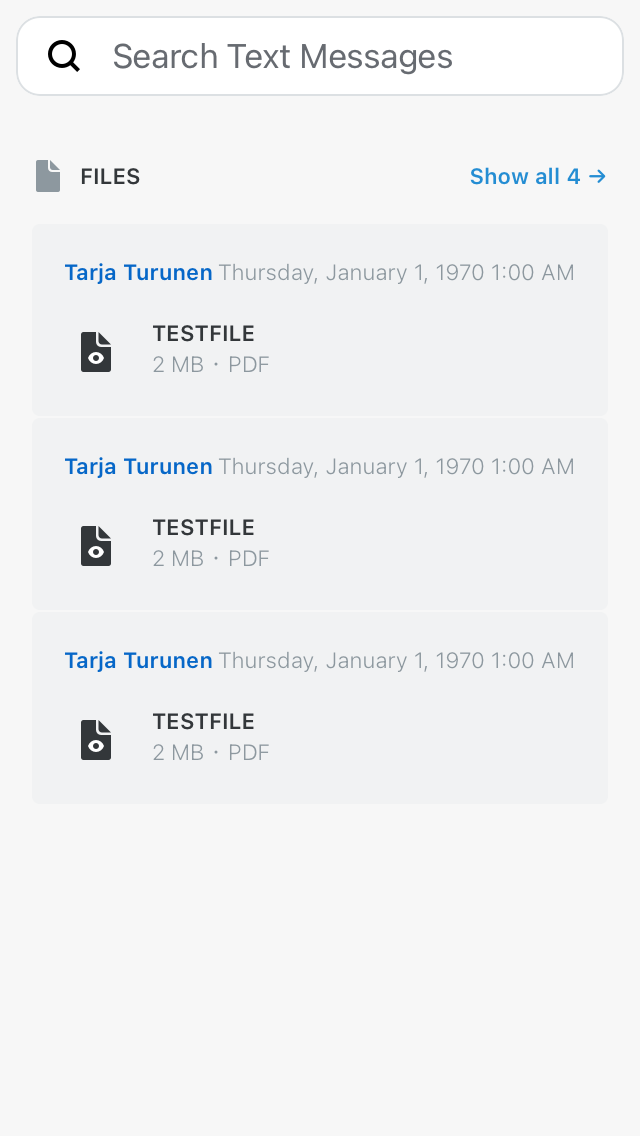 Search Text Messages
FILES
Show all 4 →
Tarja Turunen Thursday, January 1, 1970 1:00 AM
TESTFILE
2 MB · PDF
Tarja Turunen Thursday, January 1, 1970 1:00 AM
TESTFILE
2 MB · PDF
Tarja Turunen Thursday, January 1, 1970 1:00 AM
TESTFILE
2 MB · PDF